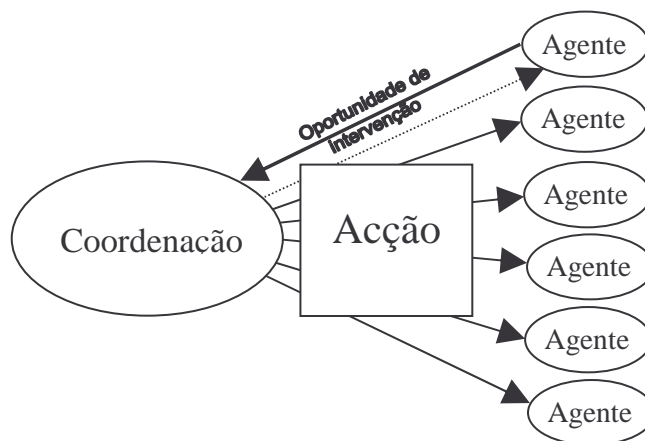 Agente
Oportunidade de
intervenção
Agente
Agente
Acção
Coordenação
Agente
Agente
Agente